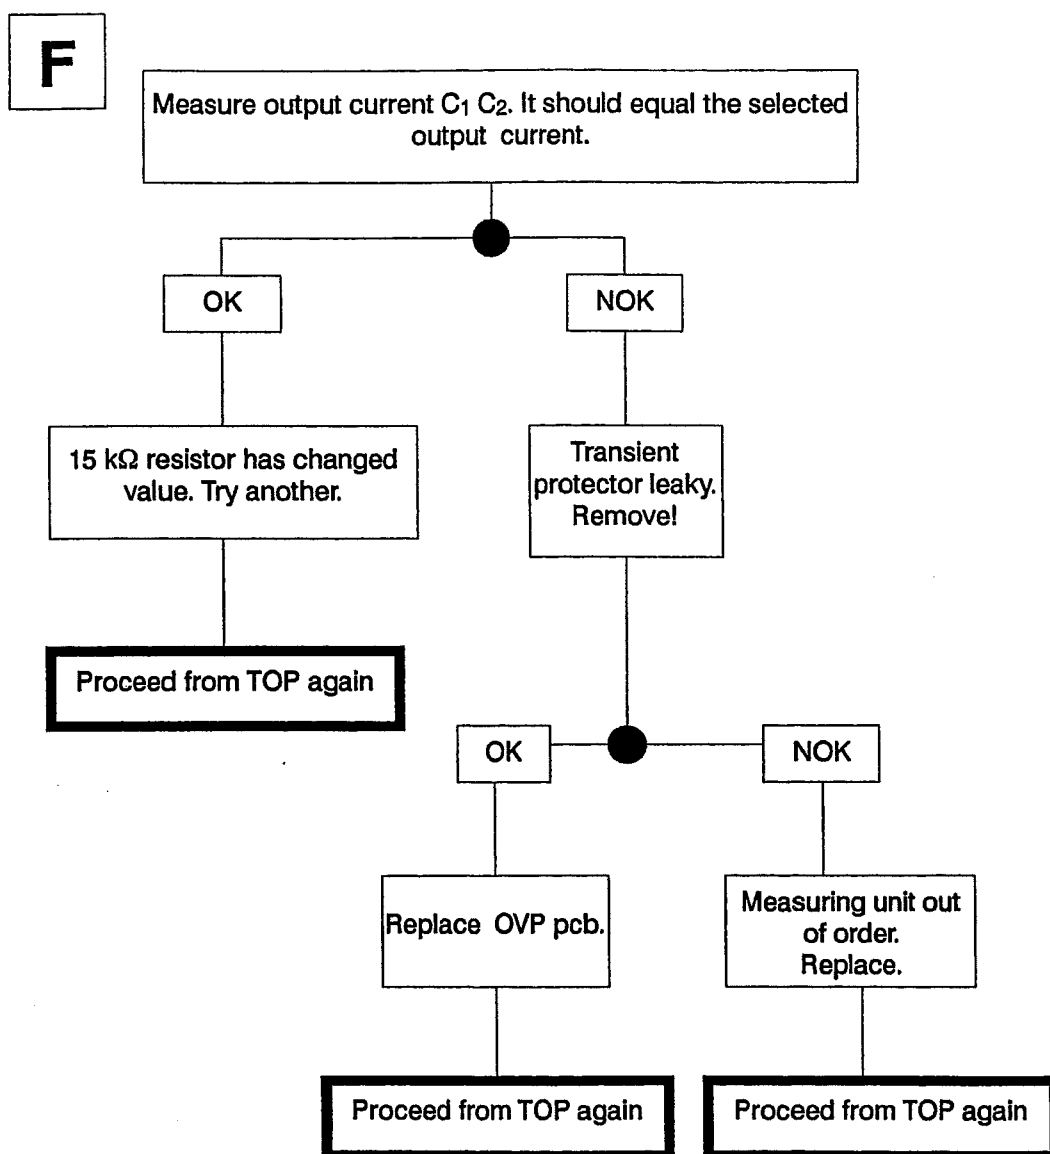 F
Measure output current C₁ C₂. It should equal the selected
output current.
OK
NOK
15 kΩ resistor has changed
value. Try another.
Transient
protector leaky.
Remove!
Proceed from TOP again
OK
NOK
Replace OVP pcb.
Measuring unit out
of order.
Replace.
Proceed from TOP again
Proceed from TOP again